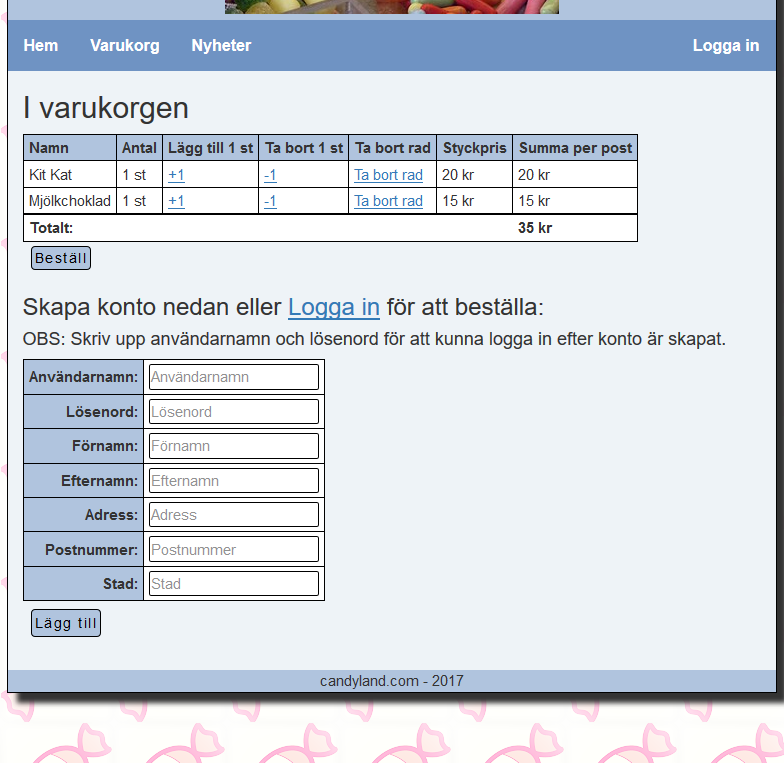 Hem Varukorg Nyheter Logga in
I varukorgen
Namn Antal Lägg till 1 st Ta bort 1 st Ta bort rad Styckpris Summa per post
Kit Kat 1 st +1 -1 Ta bort rad 20 kr 20 kr
Mjölkchoklad 1 st +1 -1 Ta bort rad 15 kr 15 kr
Totalt: 35 kr
Beställ
Skapa konto nedan eller Logga in för att beställa:
OBS: Skriv upp användarnamn och lösenord för att kunna logga in efter konto är skapat.
Användarnamn: Användarnamn
Lösenord: Lösenord
Förnamn: Förnamn
Efternamn: Efternamn
Adress: Adress
Postnummer: Postnummer
Stad: Stad
Lägg till
candyland.com - 2017